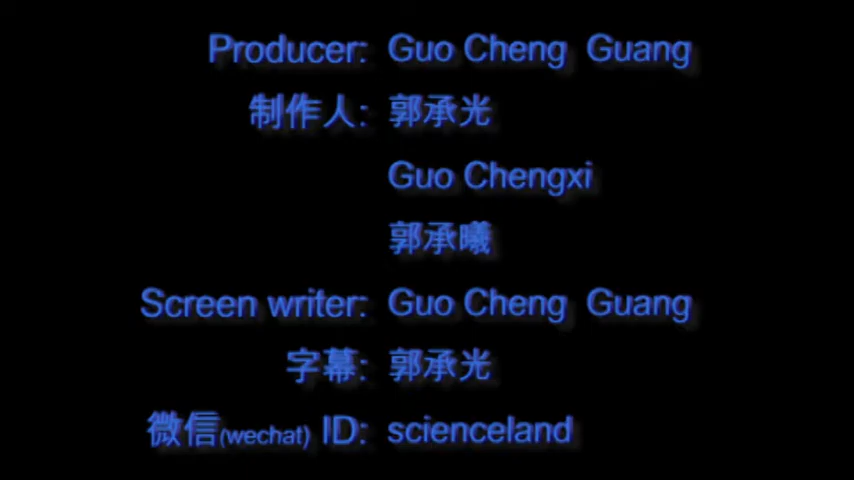 Producer: Guo Cheng Guang
制作人: 郭承光
Guo Chengxi
郭承曦
Screen writer: Guo Cheng Guang
字幕: 郭承光
微信(wechat) ID: scienceland